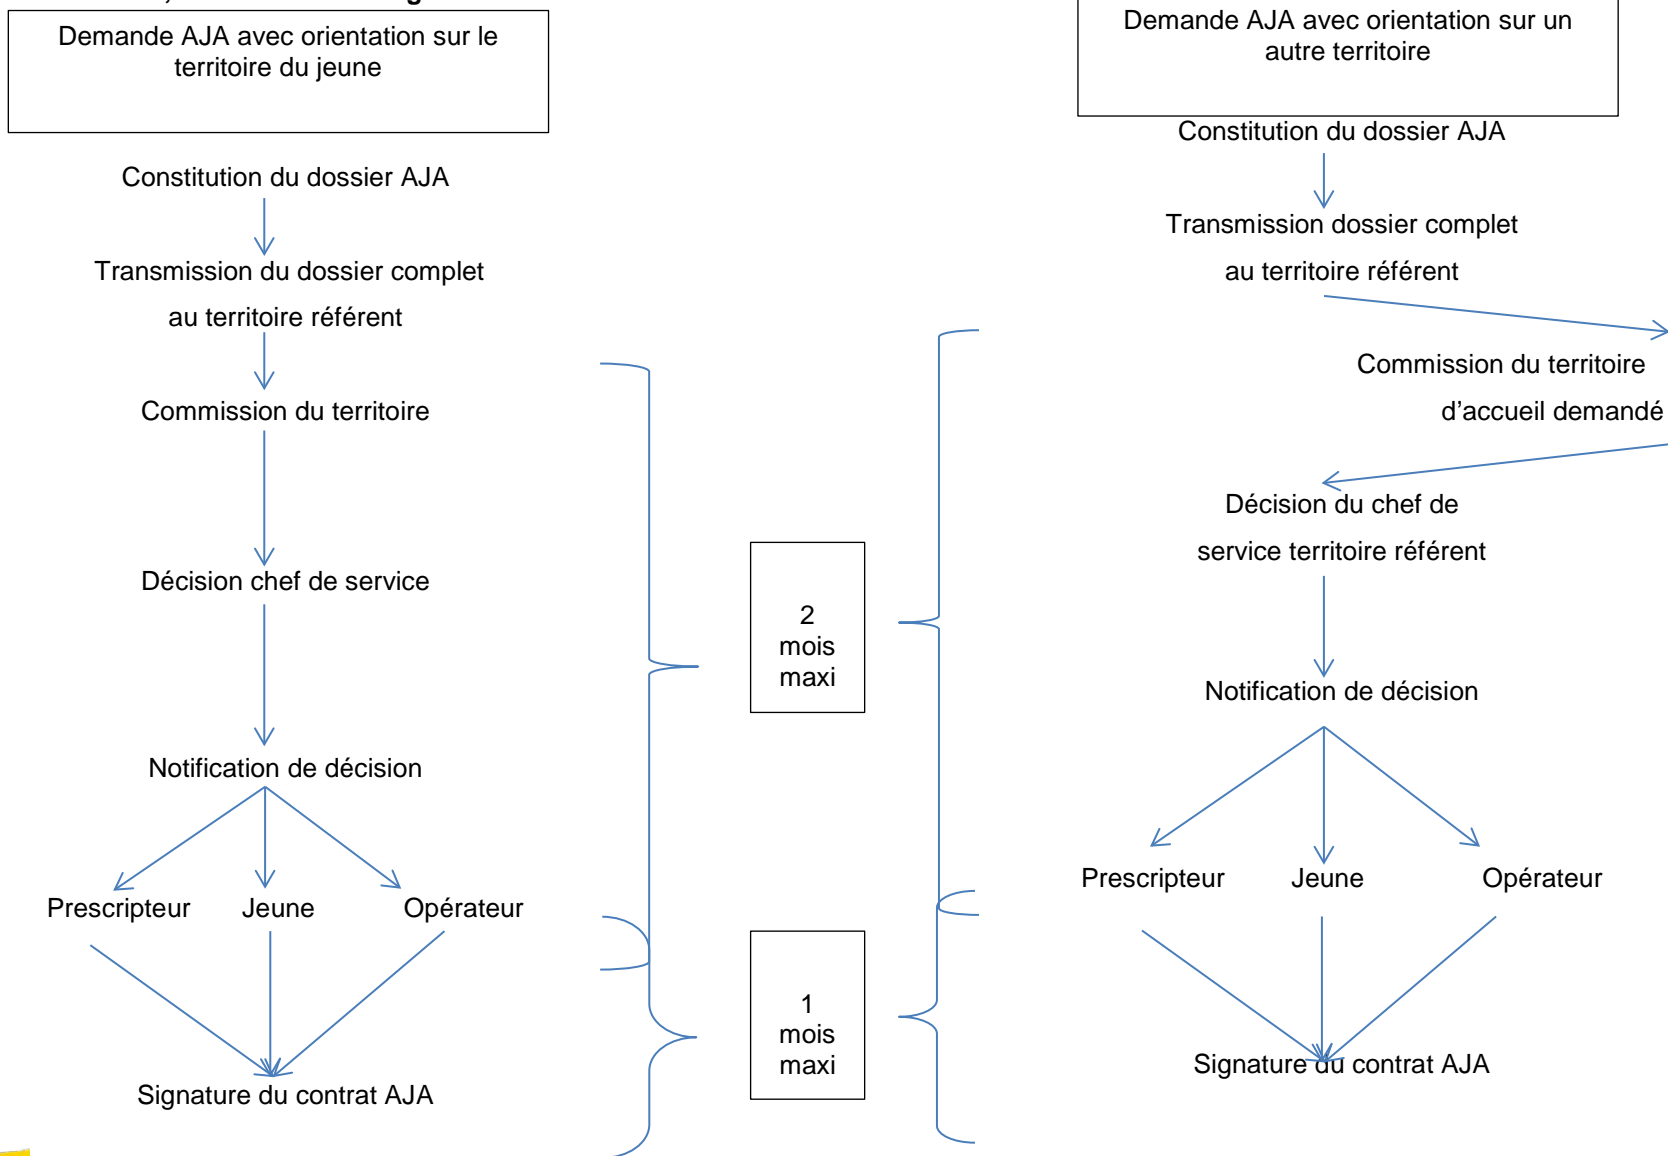 Demande AJA avec orientation sur le
territoire du jeune
Constitution du dossier AJA
Transmission du dossier complet
au territoire référent
Commission du territoire
Décision chef de service
Notification de décision
Prescripteur Jeune Opérateur
Signature du contrat AJA
2
mois
maxi
1
mois
maxi
Demande AJA avec orientation sur un
autre territoire
Constitution du dossier AJA
Transmission dossier complet
au territoire référent
Commission du territoire
d'accueil demandé
Décision du chef de
service territoire référent
Notification de décision
Prescripteur Jeune Opérateur
Signature du contrat AJA